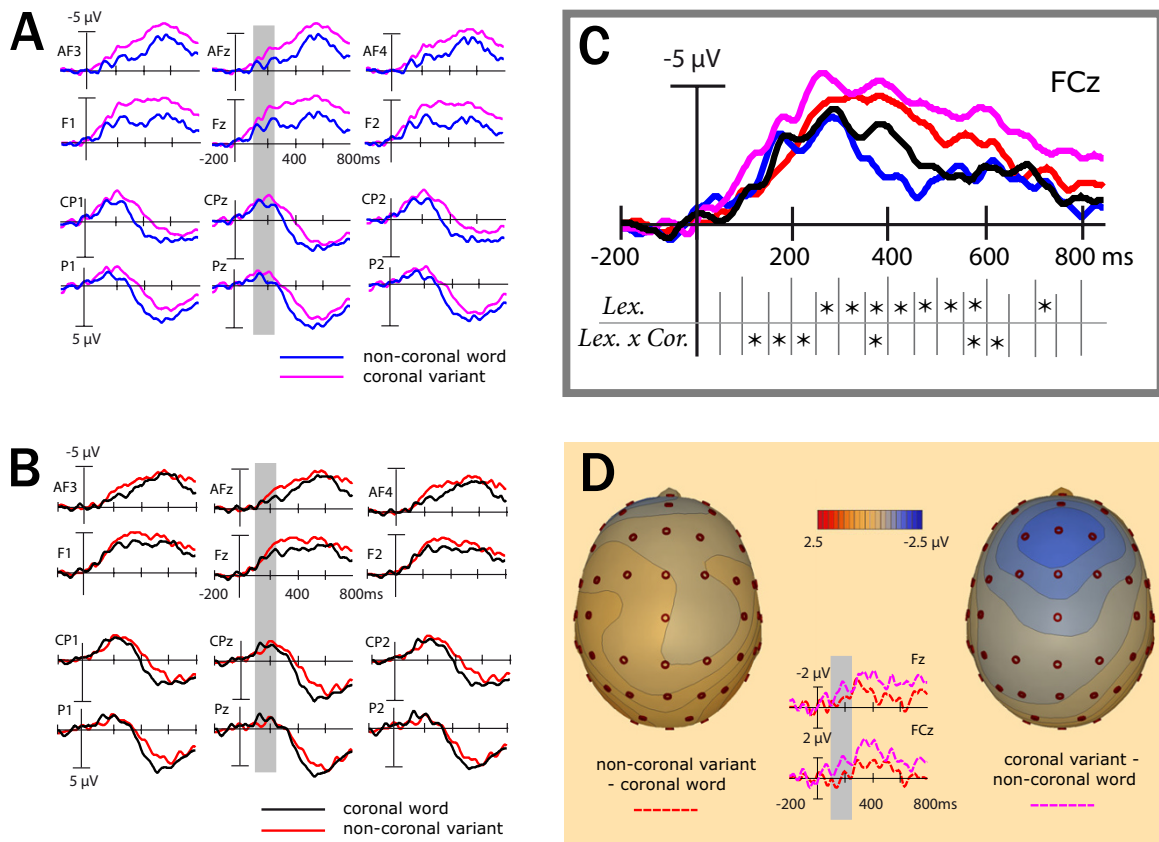 A
-5 µV
AF3
AFz
AF4
F1
Fz
F2
-200
400
800ms
CP1
CPz
CP2
P1
Pz
P2
5 µV
non-coronal word
coronal variant
B
-5 µV
AF3
AFz
AF4
F1
Fz
F2
-200
400
800ms
CP1
CPz
CP2
P1
Pz
P2
5 µV
coronal word
non-coronal variant
C
-5 µV
FCz
-200
200
400
600
800 ms
Lex.
* * * * * * * *
Lex. x Cor.
* * * * * *
D
2.5
-2.5 µV
Fz
-2 µV
FCz
2 µV
-200
400
800ms
non-coronal variant
- coronal word
coronal variant -
non-coronal word